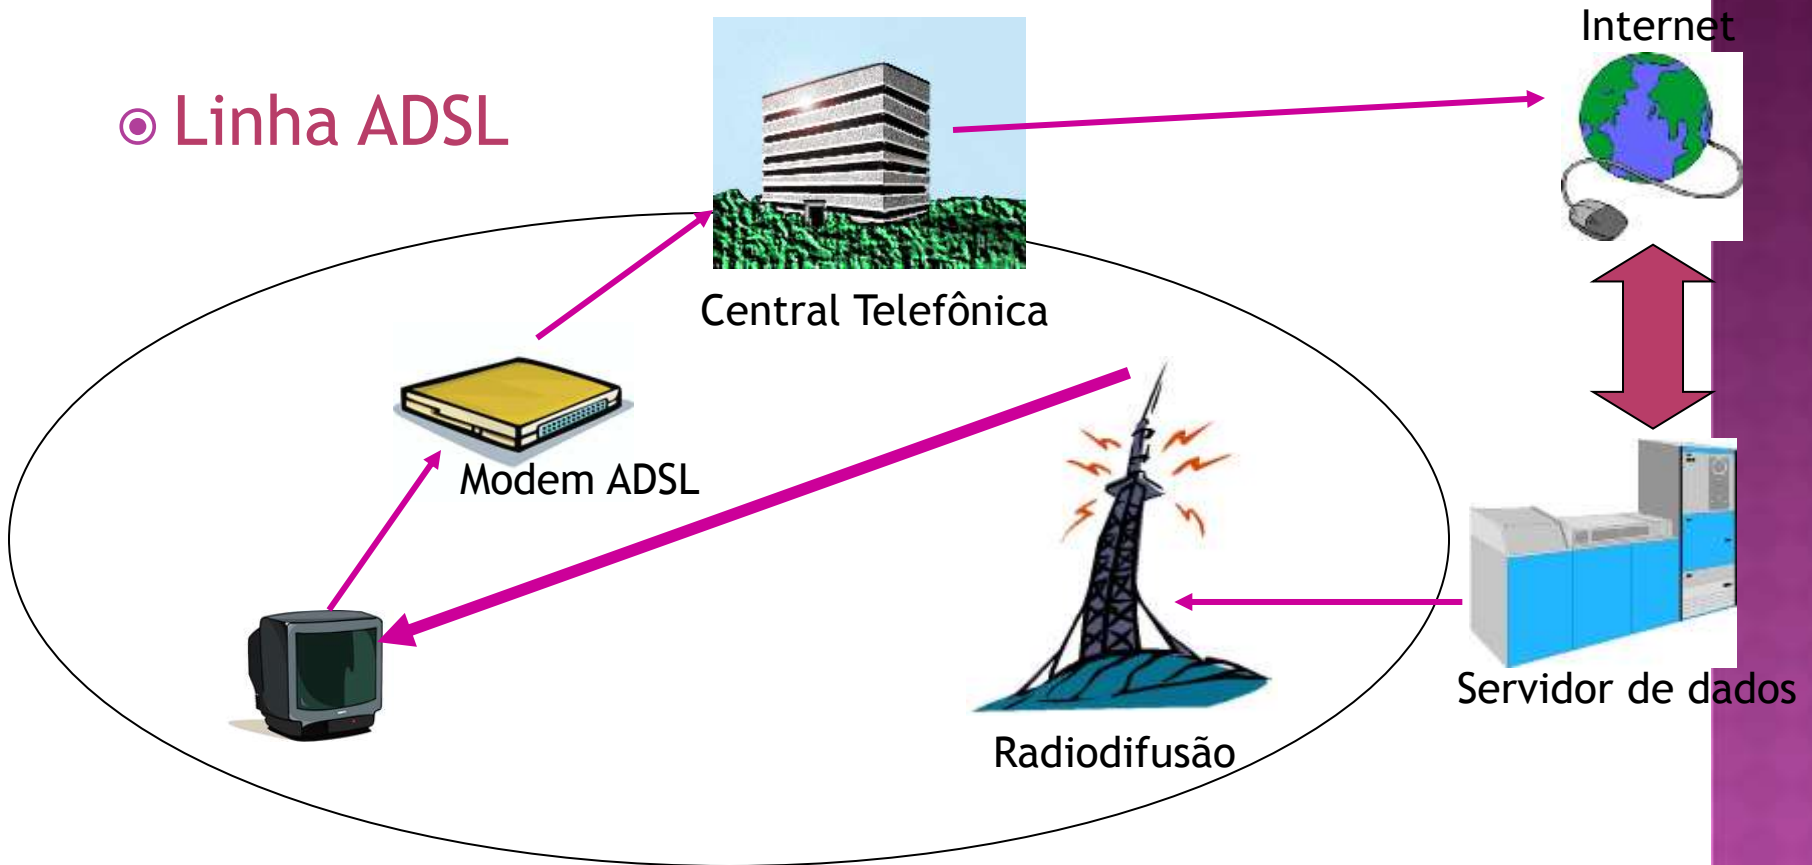 Internet
Linha ADSL
Central Telefônica
Modem ADSL
Servidor de dados
Radiodifusão